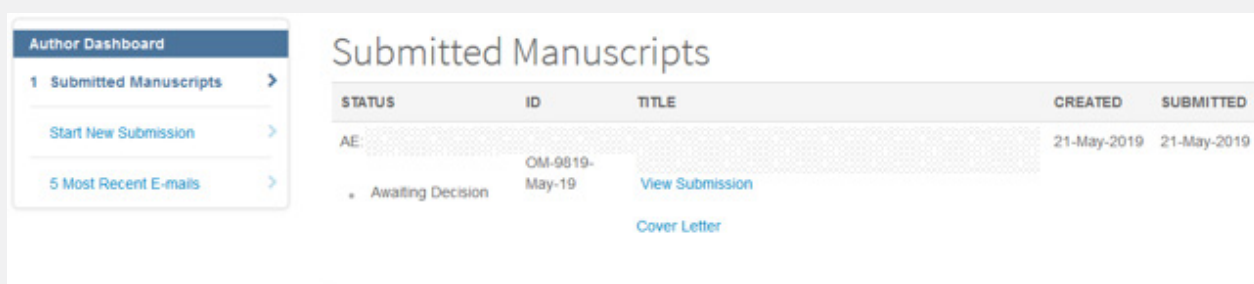 Author Dashboard
1 Submitted Manuscripts
Start New Submission
5 Most Recent E-mails
Submitted Manuscripts
STATUS ID TITLE CREATED SUBMITTED
AE: 21-May-2019 21-May-2019
OM-9819-
May-19
Awaiting Decision
View Submission
Cover Letter